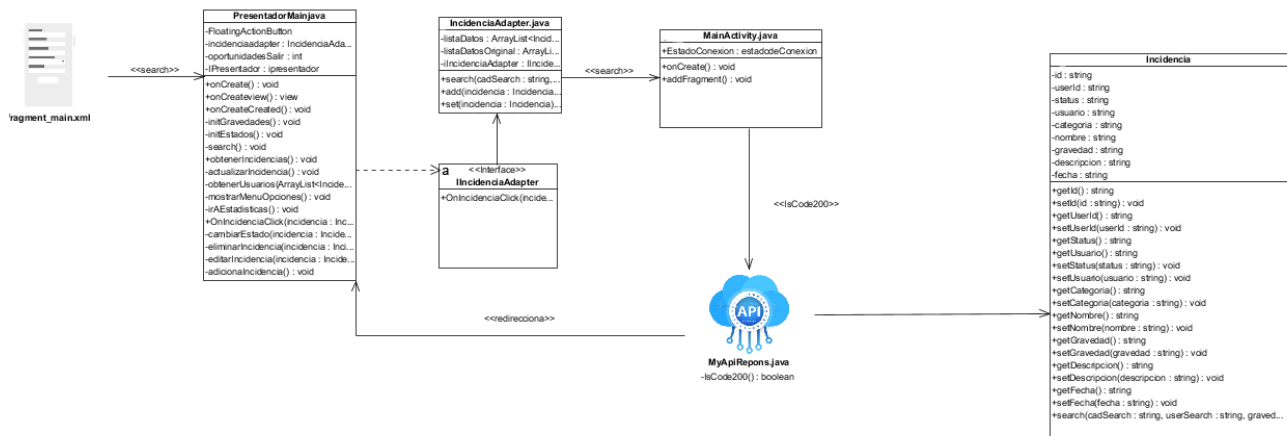 fragment_main.xml
<<search>>
PresentadorMainjava
-FloatingActionButton
-incidenciaadapter : IncidenciaAda...
-oportunidadesSalir : int
-IPresentador : ipresentador
+onCreate() : void
+onCreateview() : view
+onCreateCreated() : void
-initGravedades() : void
-initEstados() : void
-search() : void
+obtenerIncidencias() : void
-actualizarIncidencia() : void
-obtenerUsuarios(ArrayList<Incide...
-mostrarMenuOpciones() : void
-irAEstadisticas() : void
+OnIncidenciaClick(incidencia : Inc...
-cambiarEstado(incidencia : Incide...
-eliminarIncidencia(incidencia : Inci...
-editarIncidencia(incidencia : Incide...
-adicionaIncidencia() : void
IncidenciaAdapter.java
-listaDatos : ArrayList<Incid...
-listaDatosOriginal : ArrayLi...
-iIncidenciaAdapter : IIncide...
+search(cadSearch : string,...
+add(incidencia : Incidencia...
+set(incidencia : Incidencia)...
a
<<Interface>>
IIncidenciaAdapter
+OnIncidenciaClick(incide...
<<search>>
MainActivity.java
+EstadoConexion : estadodeConexion
+onCreate() : void
+addFragment() : void
<<IsCode200>>
API
MyApiRepons.java
-IsCode200() : boolean
<<redirecciona>>
Incidencia
-id : string
-userId : string
-status : string
-usuario : string
-categoria : string
-nombre : string
-gravedad : string
-descripcion : string
-fecha : string
+getId() : string
+setId(id : string) : void
+getUserId() : string
+setUserId(userId : string) : void
+getStatus() : string
+getUsuario() : string
+setStatus(status : string) : void
+setUsuario(usuario : string) : void
+getCategoria() : string
+setCategoria(categoria : string) : void
+getNombre() : string
+setNombre(nombre : string) : void
+getGravedad() : string
+setGravedad(gravedad : string) : void
+getDescripcion() : string
+setDescripcion(descripcion : string) : void
+getFecha() : string
+setFecha(fecha : string) : void
+search(cadSearch : string, userSearch : string, graved...